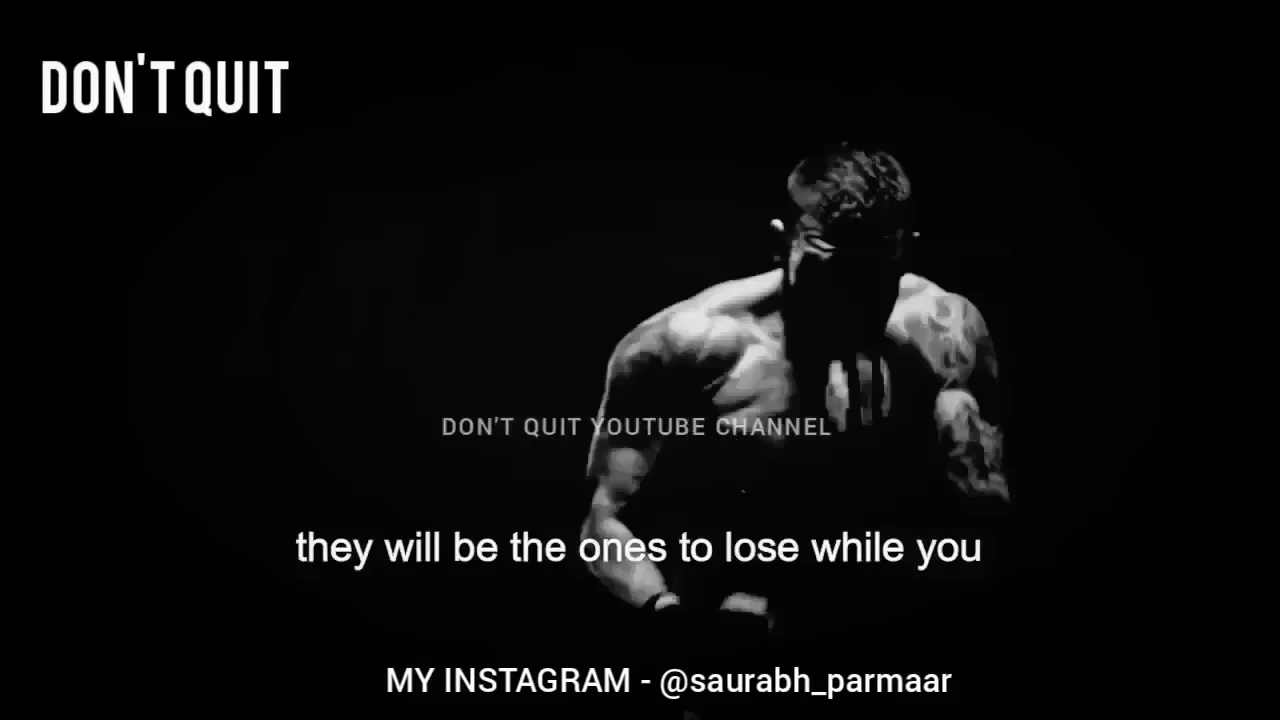 DON'T QUIT
DON'T QUIT YOUTUBE CHANNEL
they will be the ones to lose while you
MY INSTAGRAM - @saurabh_parmaar